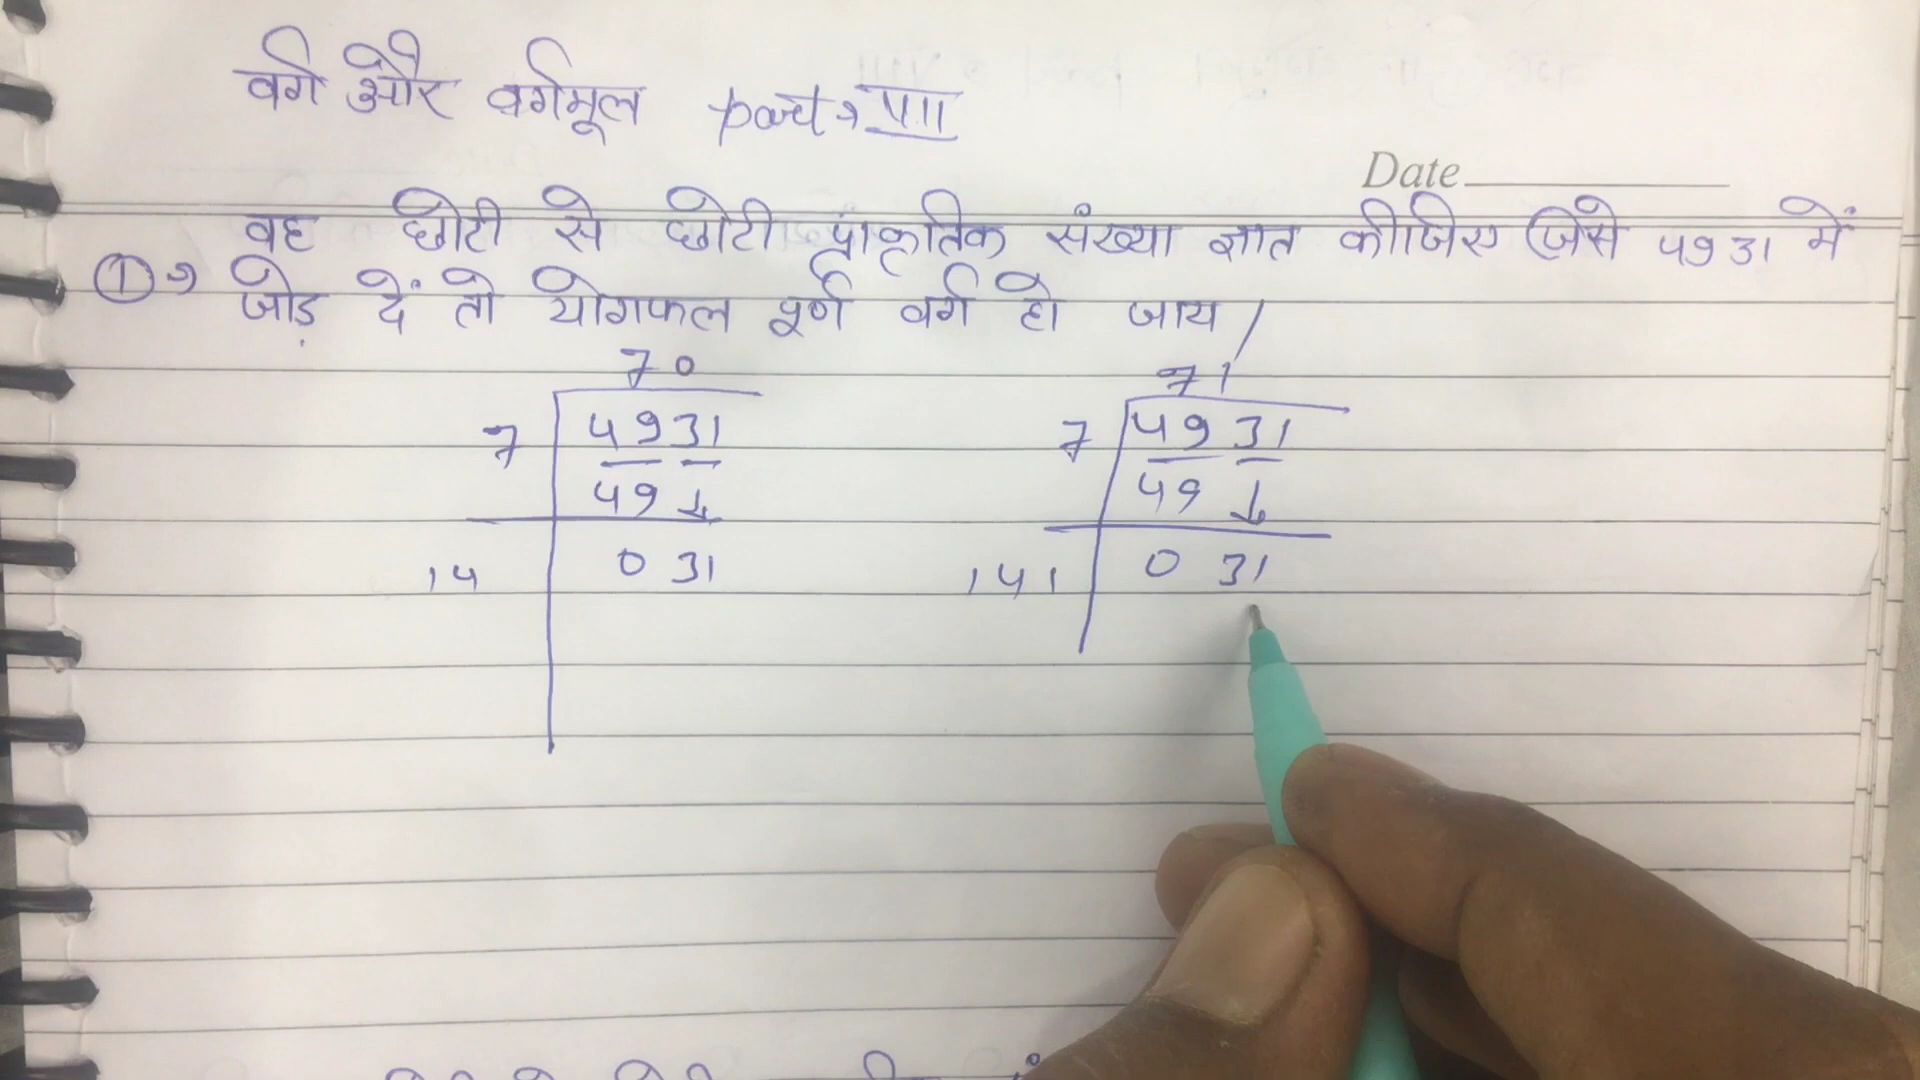 वर्ग और वर्गमूल part → VIII
Date
वह छोटी से छोटी प्राकृतिक संख्या ज्ञात कीजिए जिसे 4931 में
① → जोड़ दें तो योगफल पूर्ण वर्ग हो जाय /
70
7 4931
49 ↓
14 0 31
71
7 4931
49 ↓
141 0 31